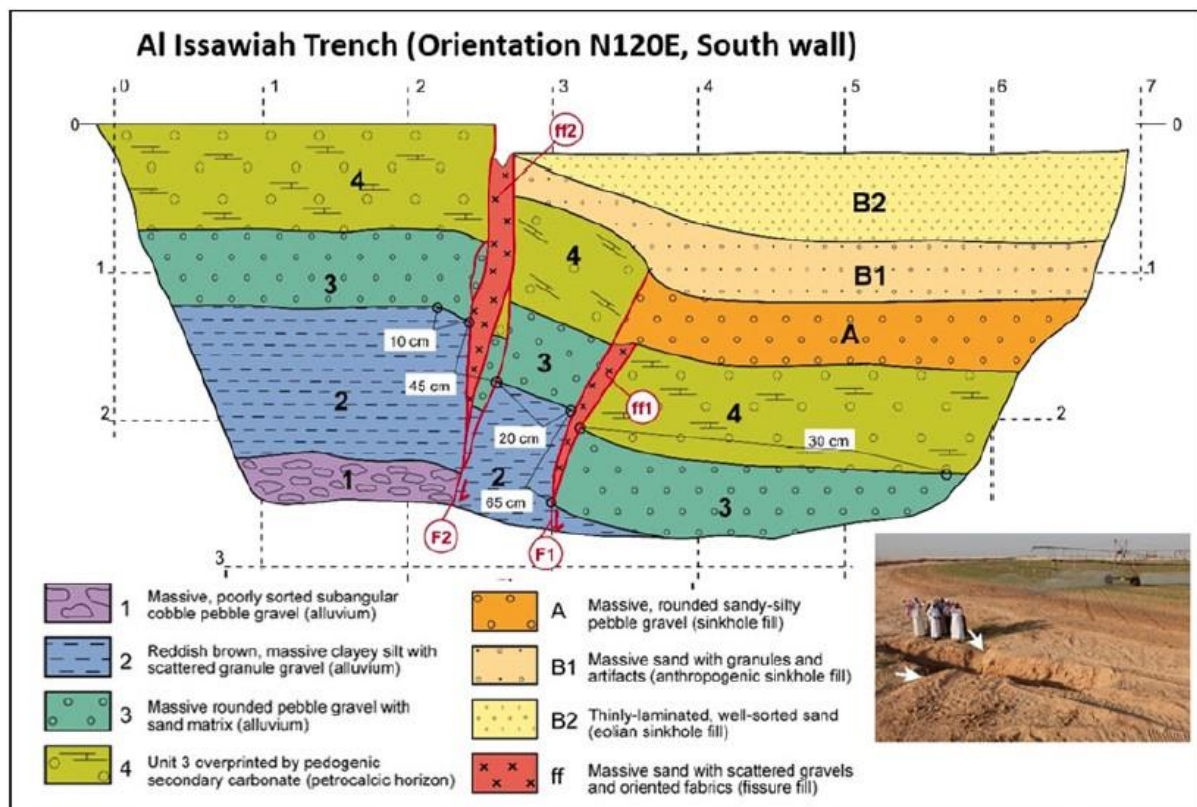 Al Issawiah Trench (Orientation N120E, South wall)
0 1 2 3 4 5 6 7
0 0
ff2
4
B2
4
B1
1 1
3
A
10 cm
3
45 cm
ff1
2
4
2 2
20 cm
30 cm
1
2
65 cm
3
F2
F1
3
1 Massive, poorly sorted subangular
cobble pebble gravel (alluvium)
2 Reddish brown, massive clayey silt with
scattered granule gravel (alluvium)
3 Massive rounded pebble gravel with
sand matrix (alluvium)
4 Unit 3 overprinted by pedogenic
secondary carbonate (petrocalcic horizon)
A Massive, rounded sandy-silty
pebble gravel (sinkhole fill)
B1 Massive sand with granules and
artifacts (anthropogenic sinkhole fill)
B2 Thinly-laminated, well-sorted sand
(eolian sinkhole fill)
ff Massive sand with scattered gravels
and oriented fabrics (fissure fill)